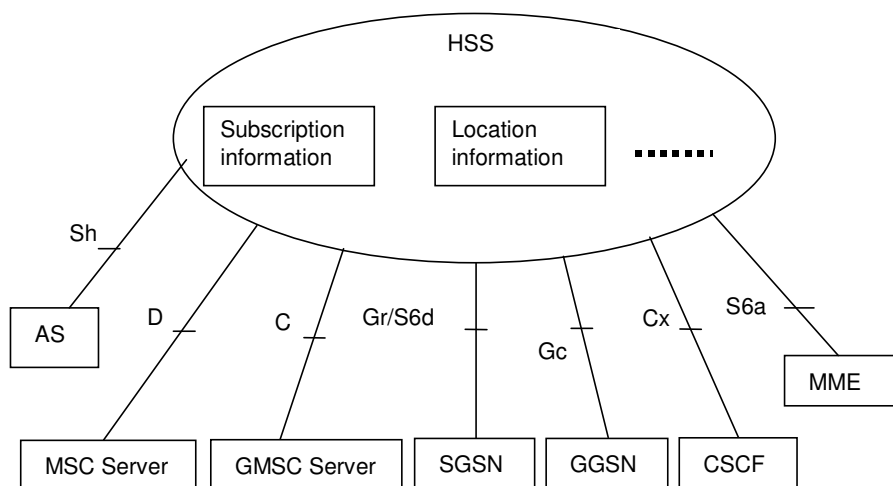 HSS
Subscription
information
Location
information
Sh
D
C
Gr/S6d
Gc
Cx
S6a
AS
MME
MSC Server
GMSC Server
SGSN
GGSN
CSCF